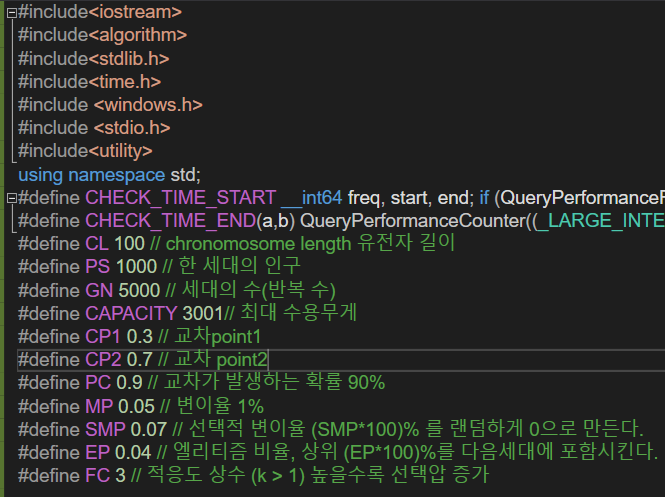 #include<iostream>
#include<algorithm>
#include<stdlib.h>
#include<time.h>
#include <windows.h>
#include <stdio.h>
#include<utility>
using namespace std;
#define CHECK_TIME_START __int64 freq, start, end; if (QueryPerformanceF
#define CHECK_TIME_END(a,b) QueryPerformanceCounter((_LARGE_INTE
#define CL 100 // chronomosome length 유전자 길이
#define PS 1000 // 한 세대의 인구
#define GN 5000 // 세대의 수(반복 수)
#define CAPACITY 3001// 최대 수용무게
#define CP1 0.3 // 교차point1
#define CP2 0.7 // 교차 point2
#define PC 0.9 // 교차가 발생하는 확률 90%
#define MP 0.05 // 변이율 1%
#define SMP 0.07 // 선택적 변이율 (SMP*100)% 를 랜덤하게 0으로 만든다.
#define EP 0.04 // 엘리티즘 비율, 상위 (EP*100)%를 다음세대에 포함시킨다.
#define FC 3 // 적응도 상수 (k > 1) 높을수록 선택압 증가